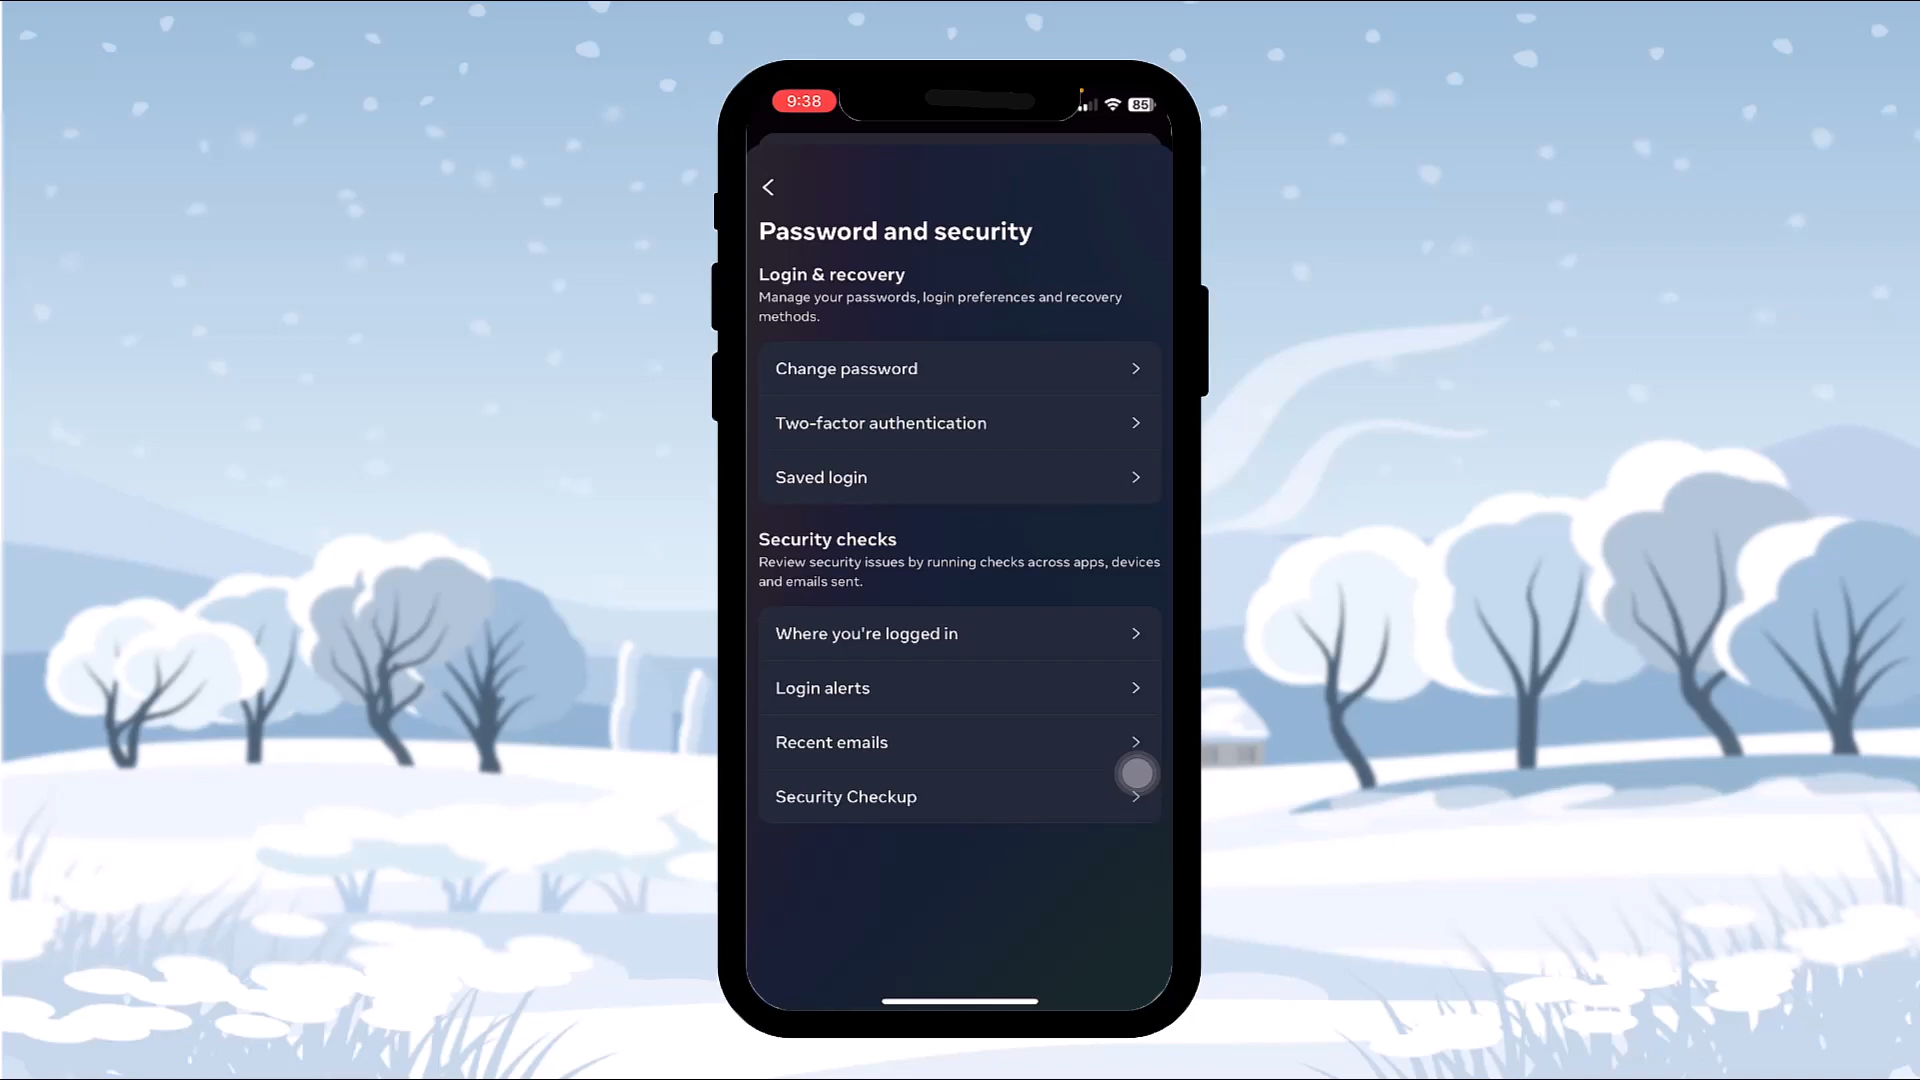 9:38
85
Password and security
Login & recovery
Manage your passwords, login preferences and recovery
methods.
Change password
Two-factor authentication
Saved login
Security checks
Review security issues by running checks across apps, devices
and emails sent.
Where you're logged in
Login alerts
Recent emails
Security Checkup